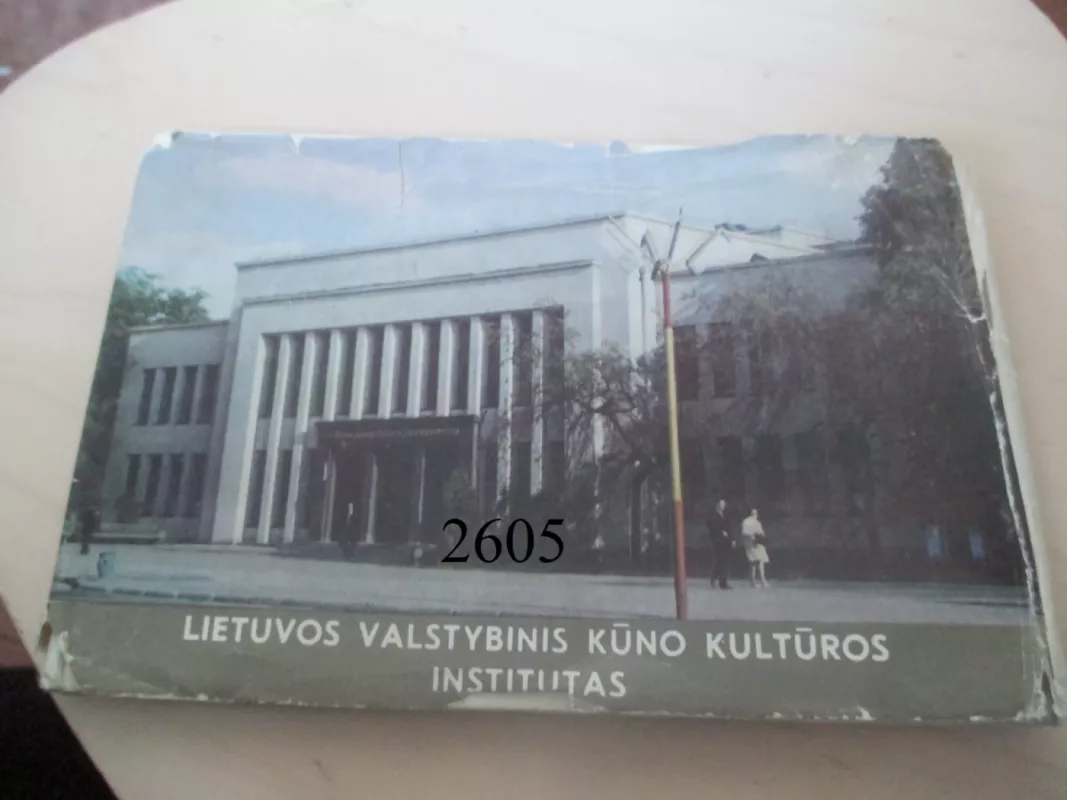 2605
LIETUVOS VALSTYBINIS KŪNO KULTŪROS
INSTITUTAS